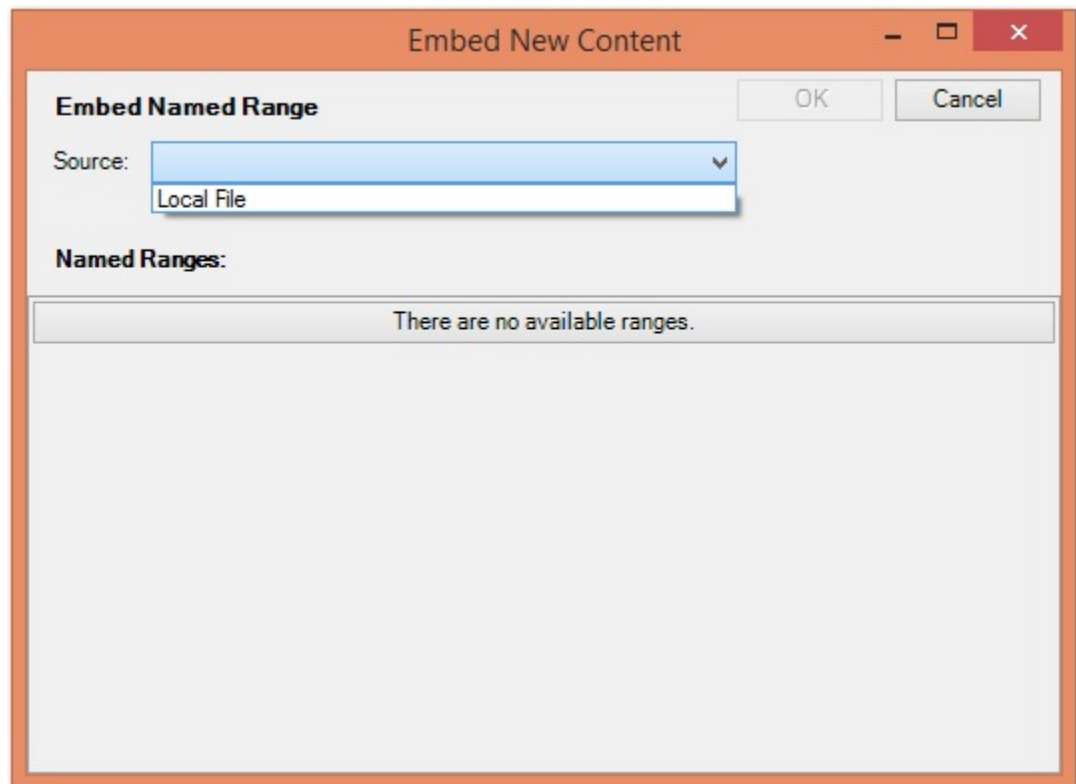 Embed New Content
Embed Named Range
OK
Cancel
Source:
Local File
Named Ranges:
There are no available ranges.